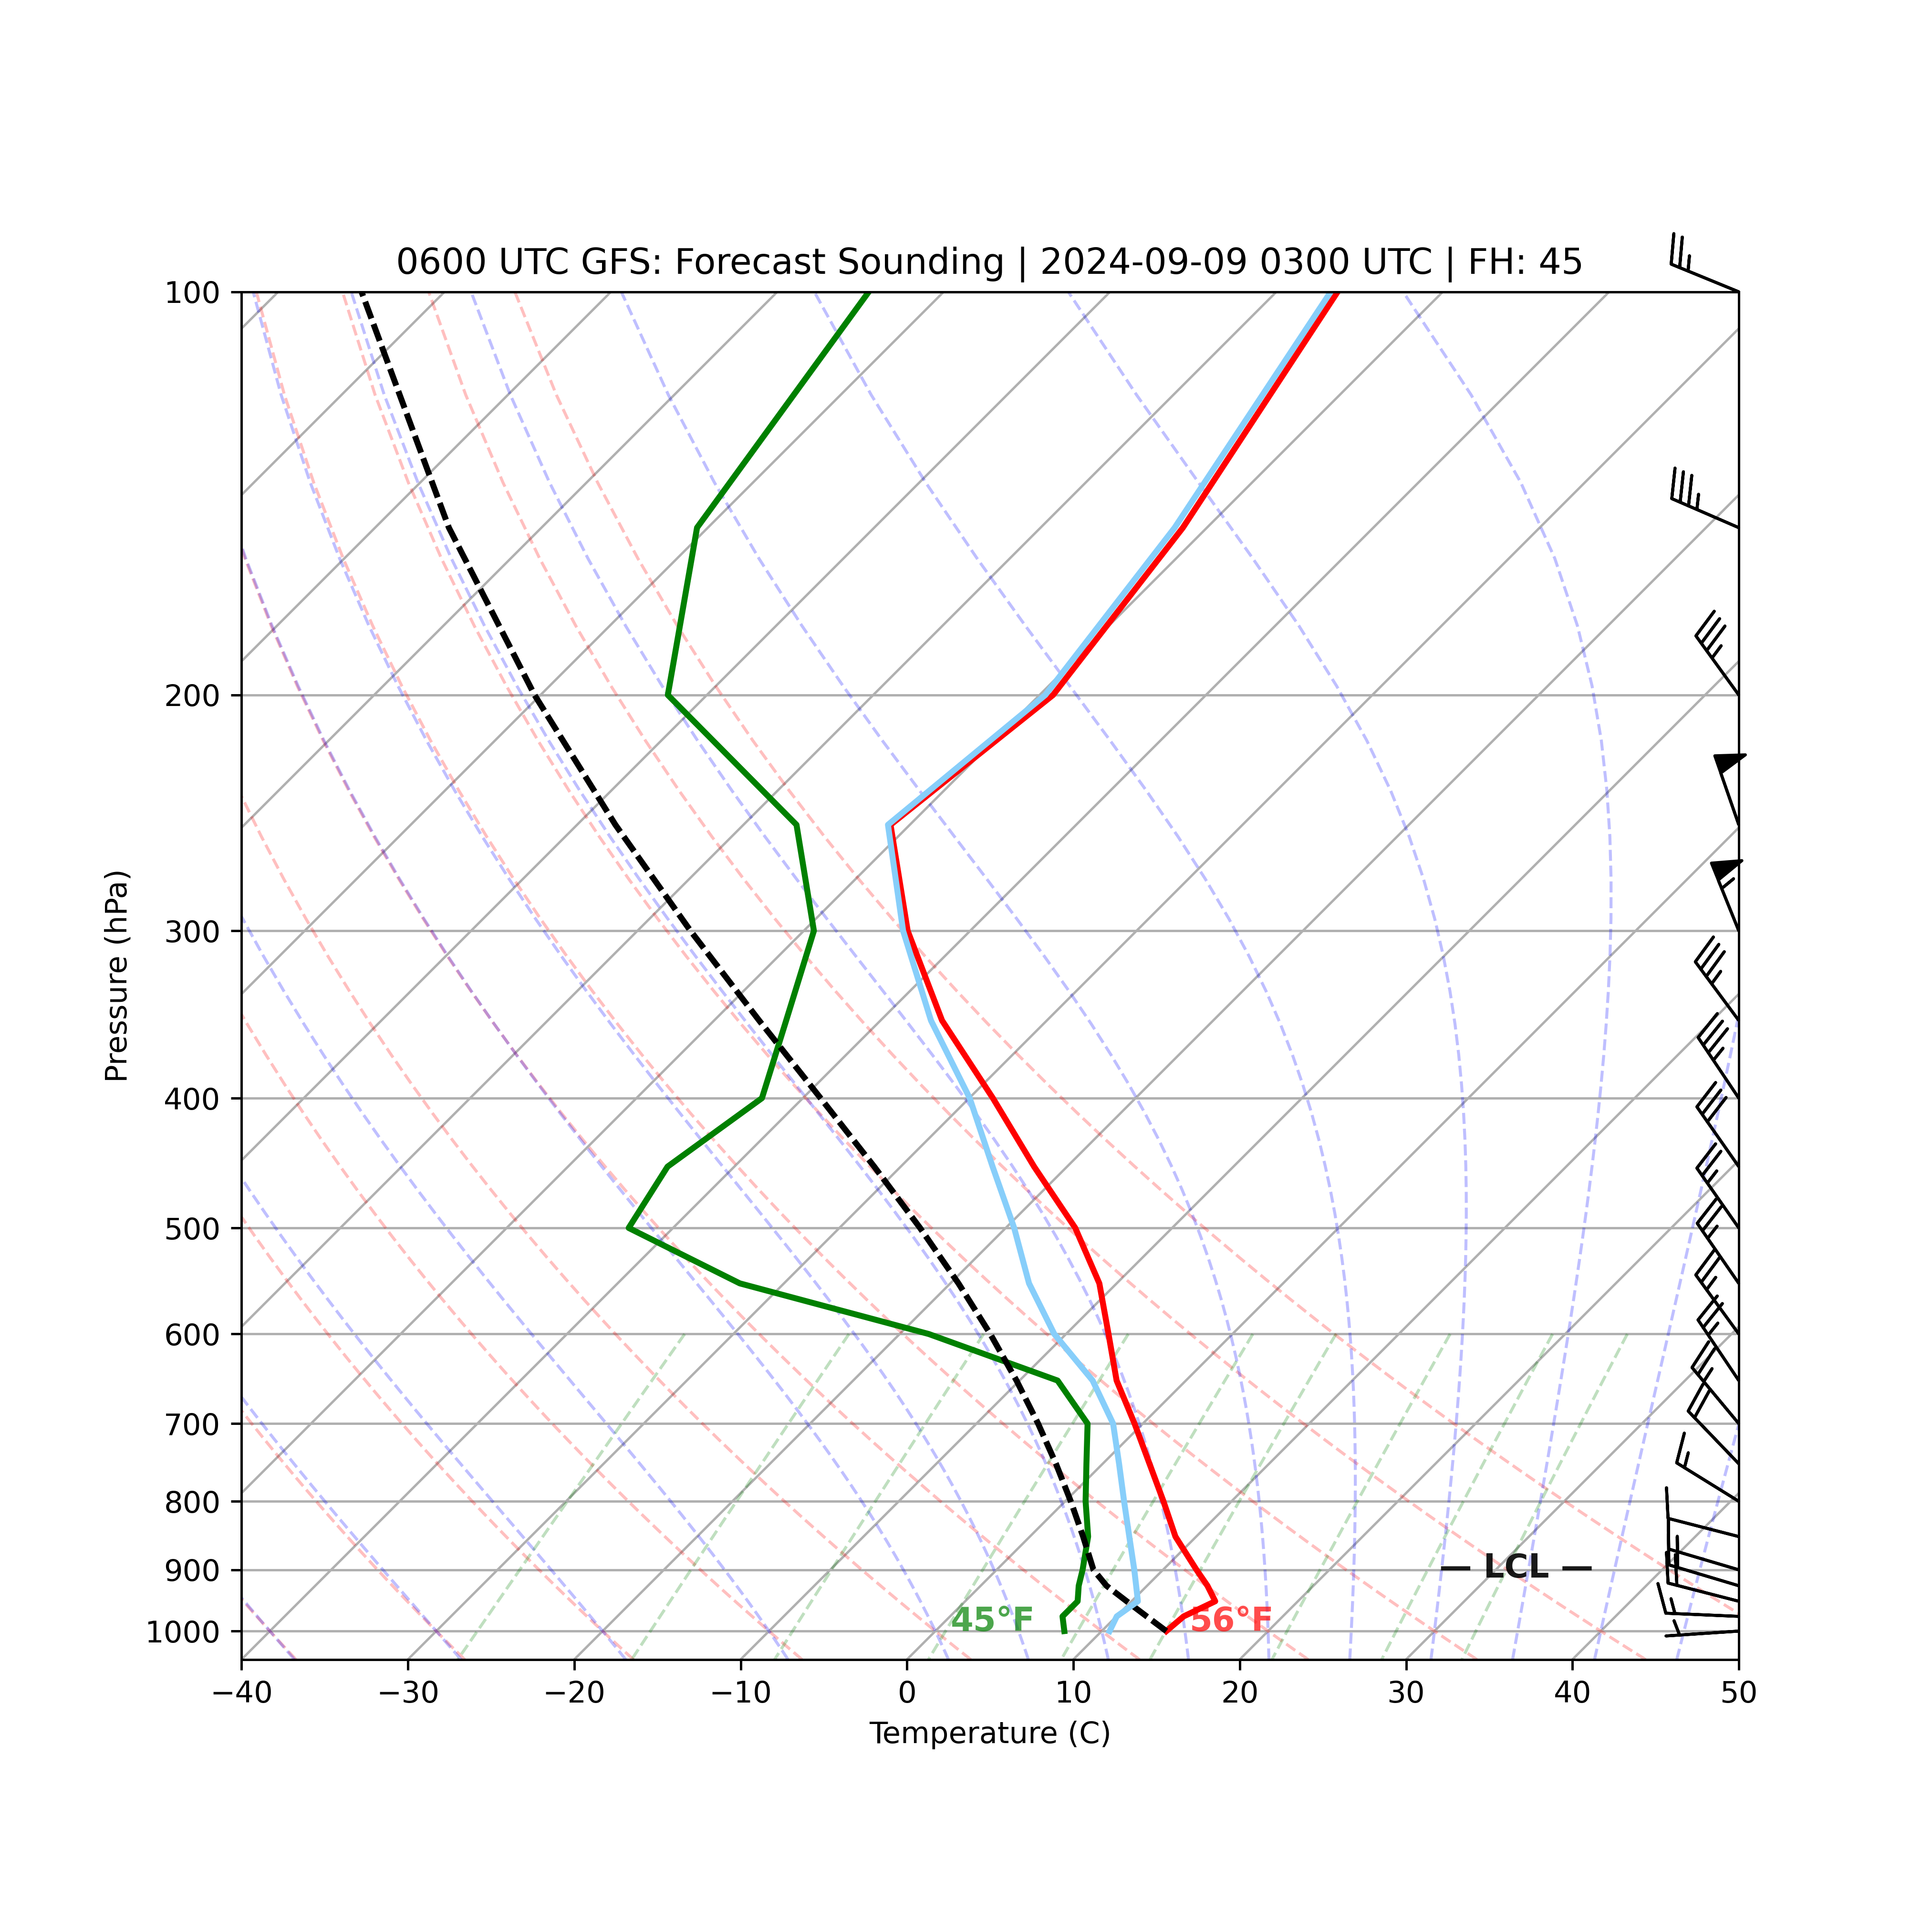 0600 UTC GFS: Forecast Sounding | 2024-09-09 0300 UTC | FH: 45
100
200
300
400
500
600
700
800
900
1000
Pressure (hPa)
LCL
45°F
56°F
−40 −30 −20 −10 0 10 20 30 40 50
Temperature (C)